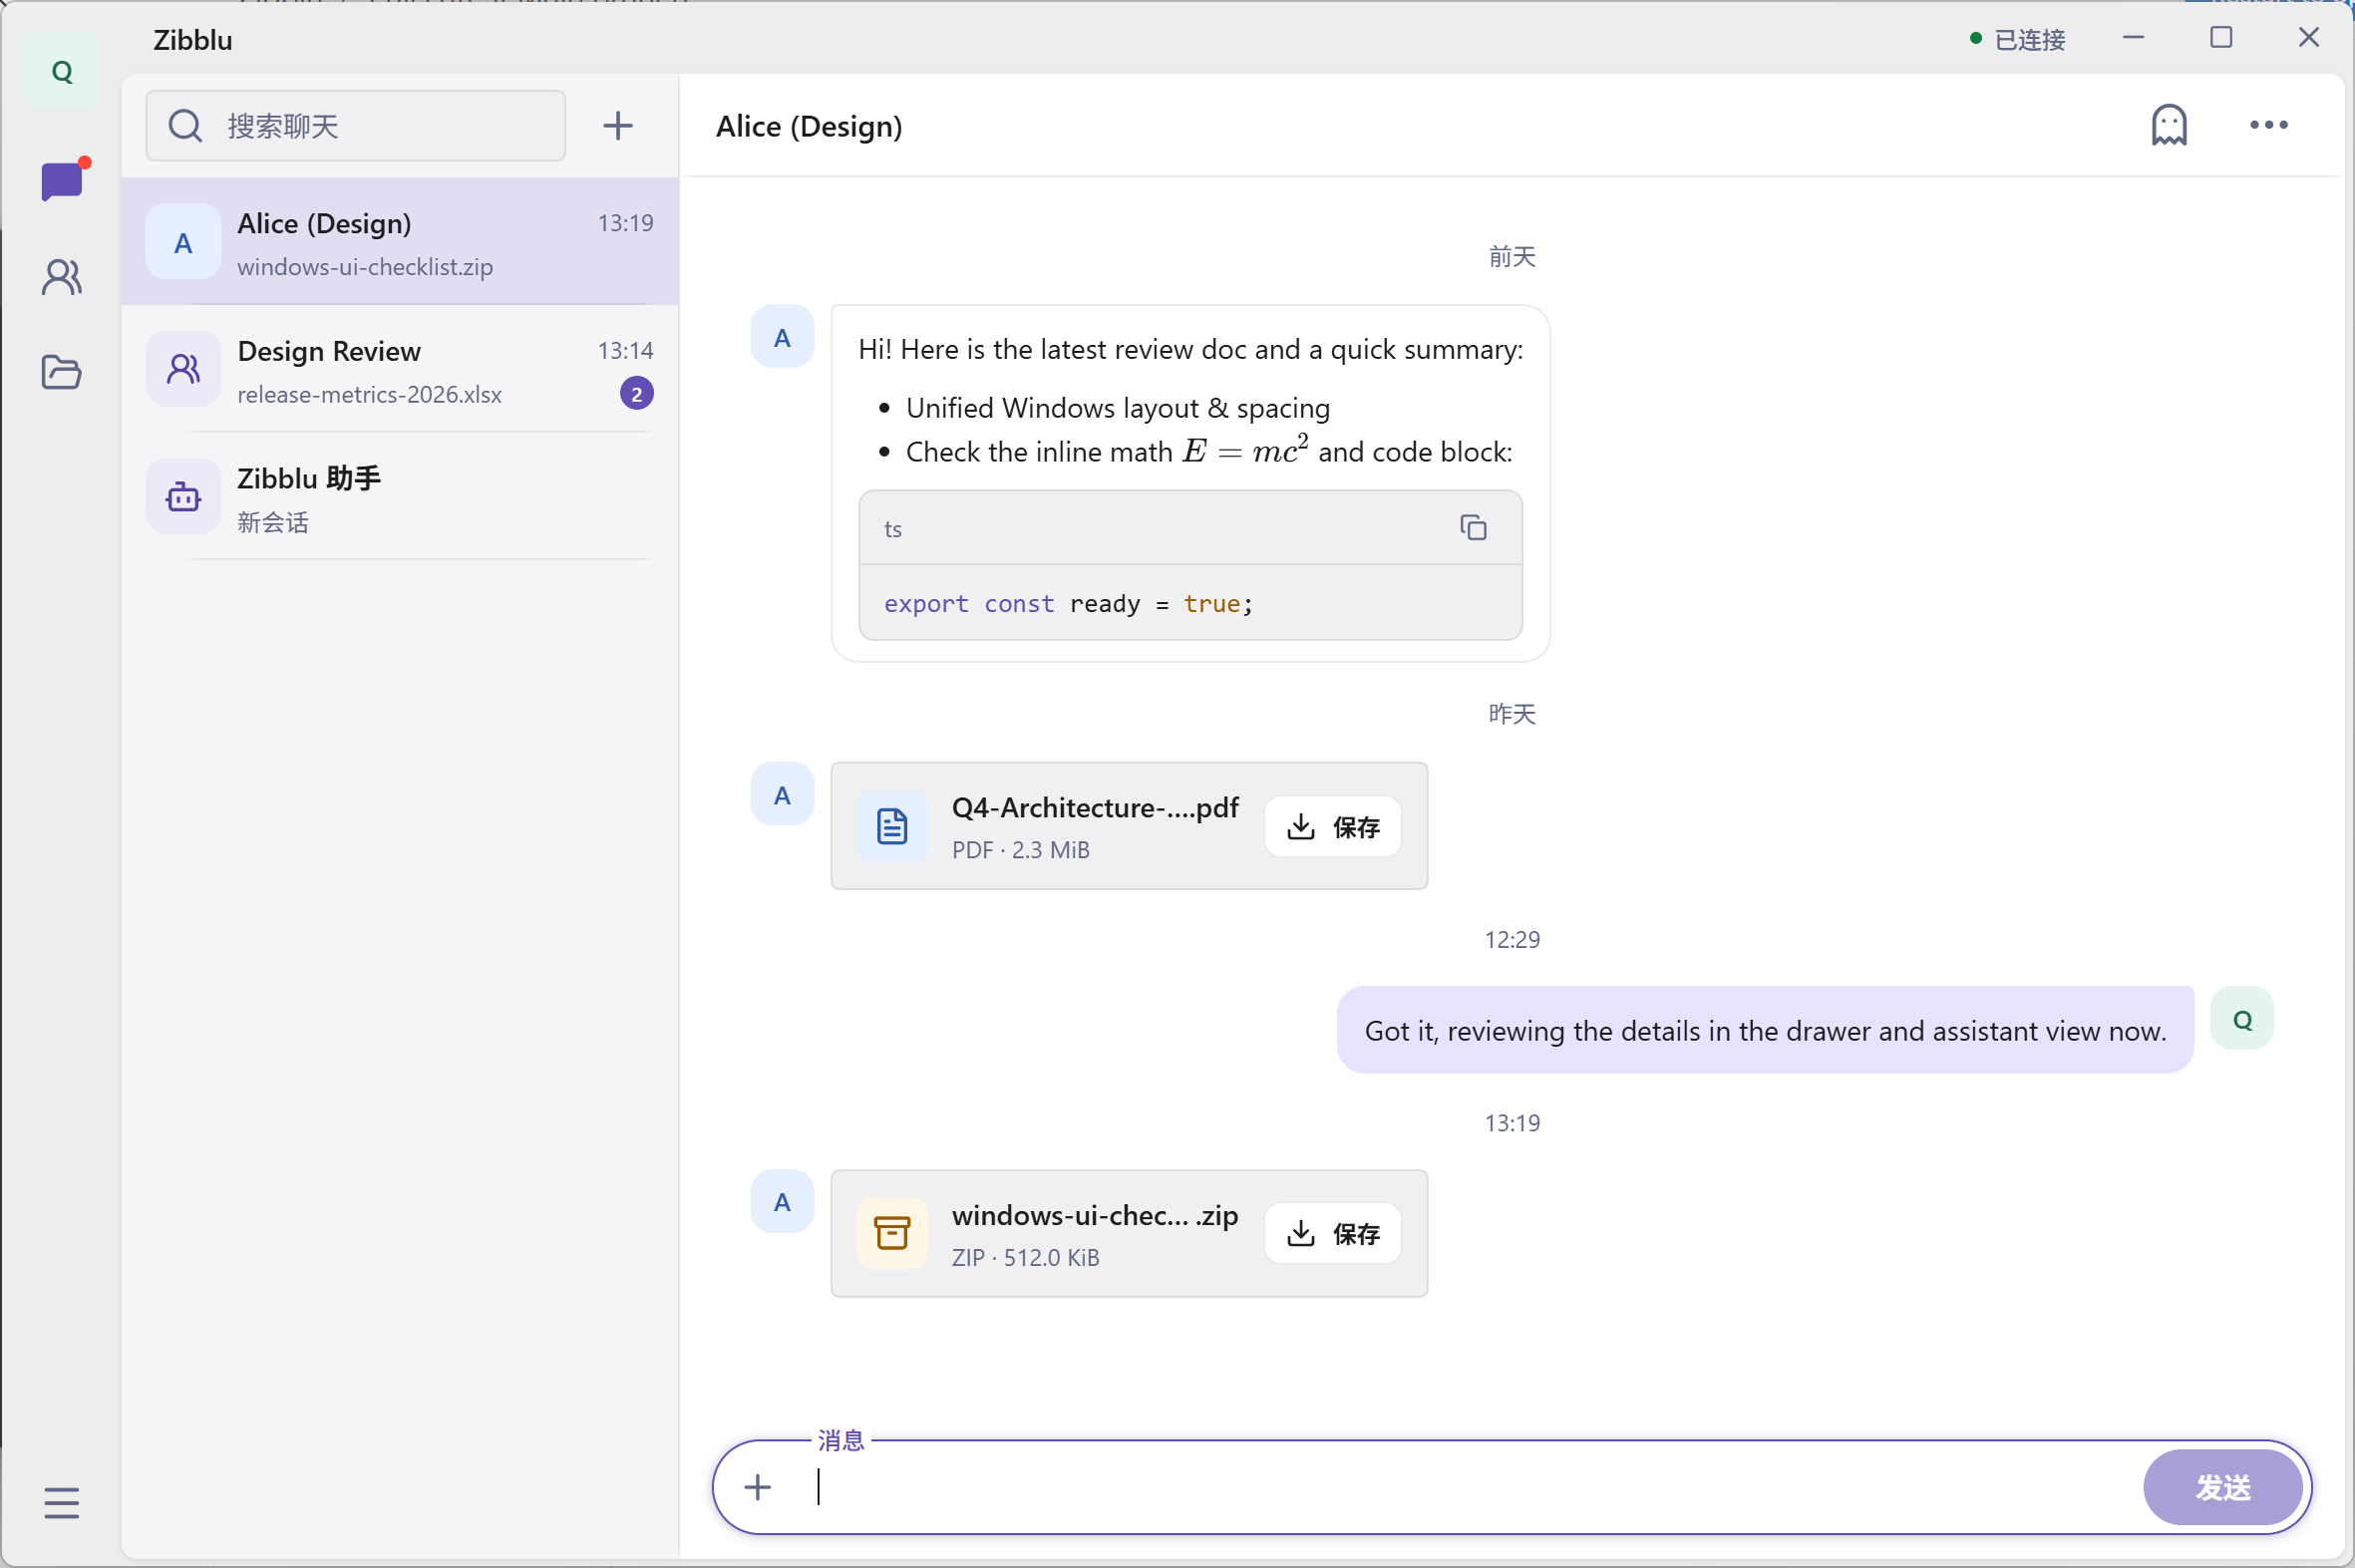 Zibblu
已连接
Q
搜索聊天
Alice (Design)
A
Alice (Design)
13:19
windows-ui-checklist.zip
Design Review
13:14
release-metrics-2026.xlsx
2
Zibblu 助手
新会话
前天
A
Hi! Here is the latest review doc and a quick summary:
• Unified Windows layout & spacing
• Check the inline math E = mc² and code block:
ts
export const ready = true;
昨天
A
Q4-Architecture-....pdf
PDF · 2.3 MiB
保存
12:29
Got it, reviewing the details in the drawer and assistant view now.
Q
13:19
A
windows-ui-chec... .zip
ZIP · 512.0 KiB
保存
消息
发送